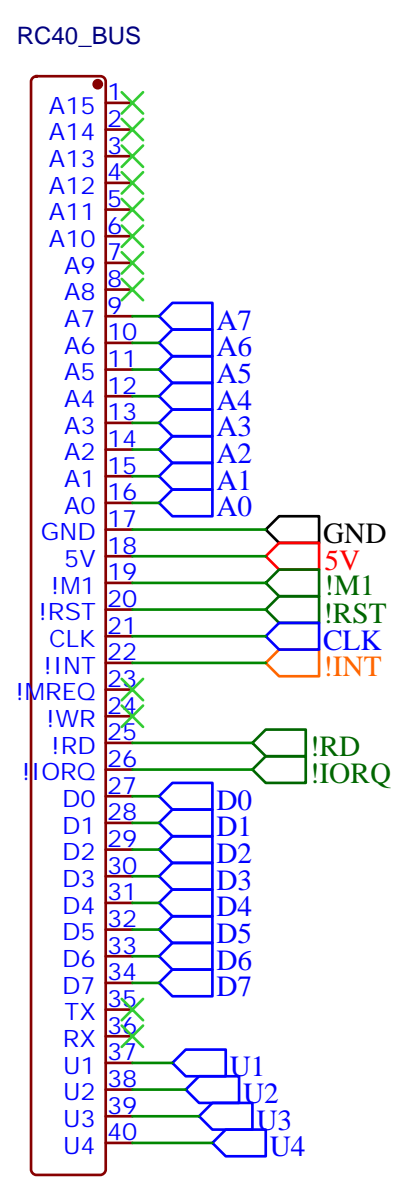 RC40_BUS
A15 1
A14 2
A13 3
A12 4
A11 5
A10 6
A9 7
A8 8
A7 9 A7
A6 10 A6
A5 11 A5
A4 12 A4
A3 13 A3
A2 14 A2
A1 15 A1
A0 16 A0
GND 17 GND
5V 18 5V
!M1 19 !M1
!RST 20 !RST
CLK 21 CLK
!INT 22 !INT
!MREQ 23
!WR 24
!RD 25 !RD
!IORQ 26 !IORQ
D0 27 D0
D1 28 D1
D2 29 D2
D3 30 D3
D4 31 D4
D5 32 D5
D6 33 D6
D7 34 D7
TX 35
RX 36
U1 37 U1
U2 38 U2
U3 39 U3
U4 40 U4